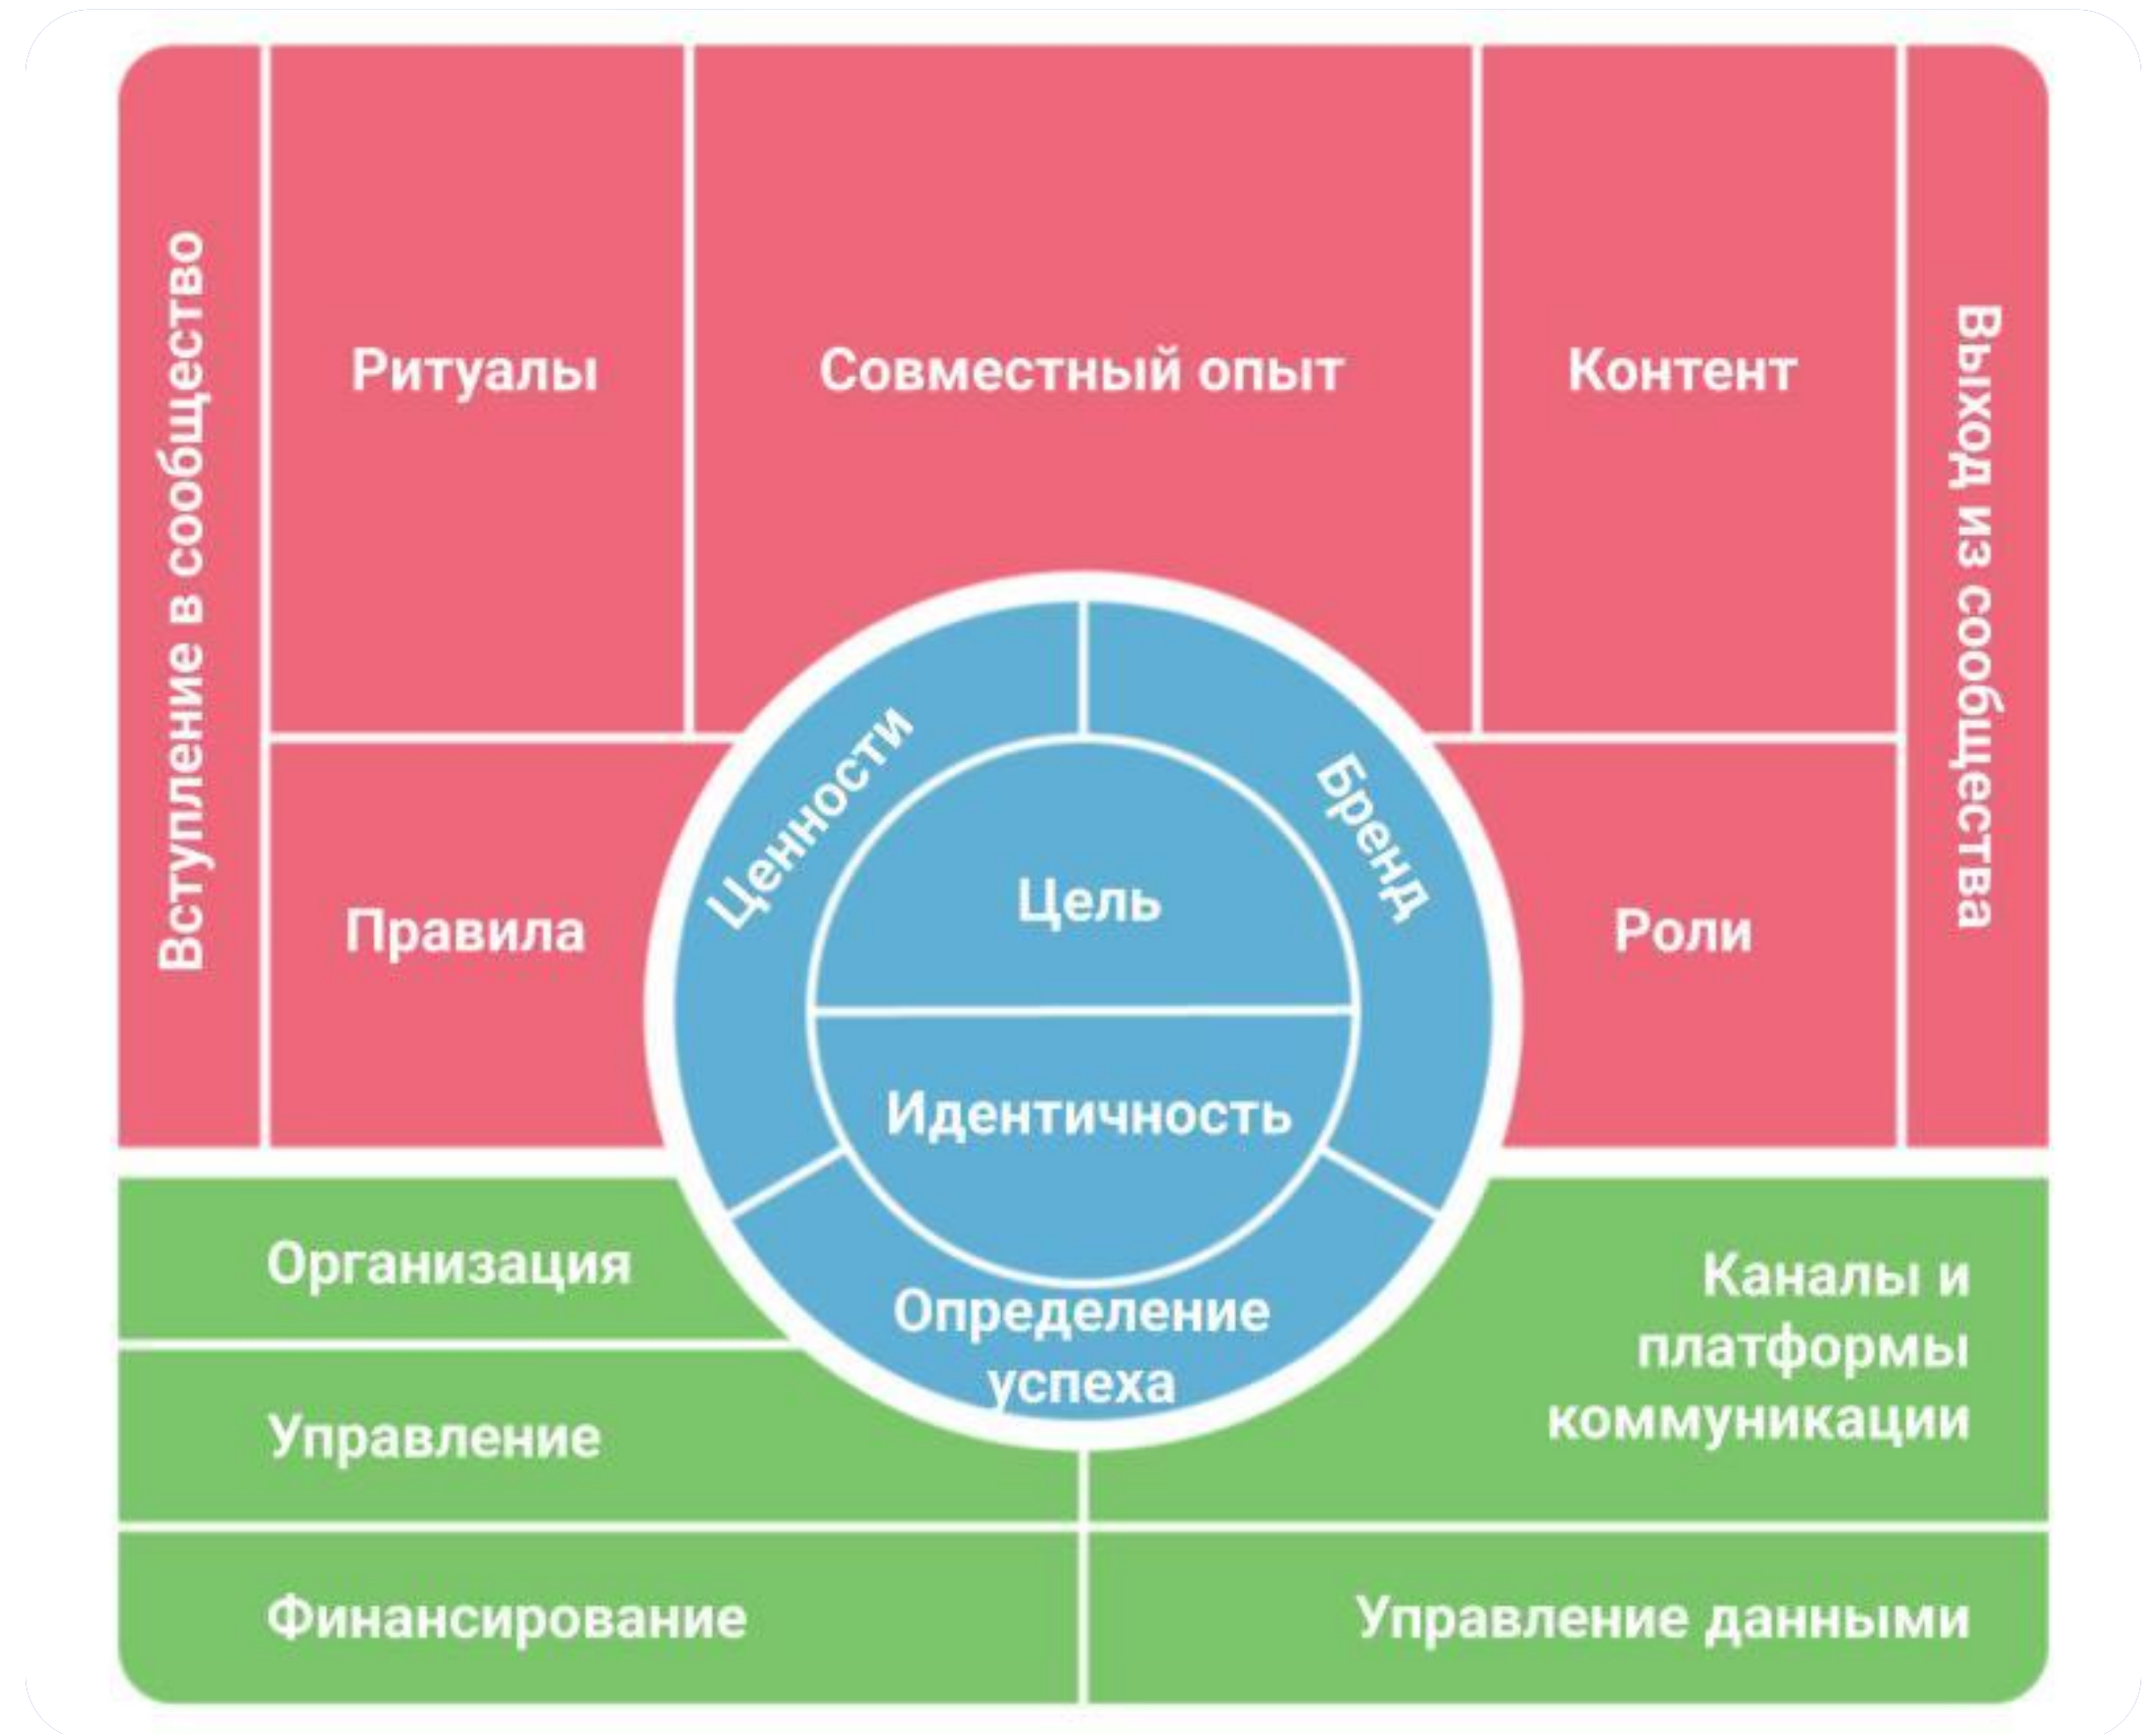 Вступление в сообщество
Ритуалы
Совместный опыт
Контент
Выход из сообщества
Правила
Ценности
Бренд
Цель
Роли
Идентичность
Определение
успеха
Организация
Управление
Финансирование
Каналы и
платформы
коммуникации
Управление данными